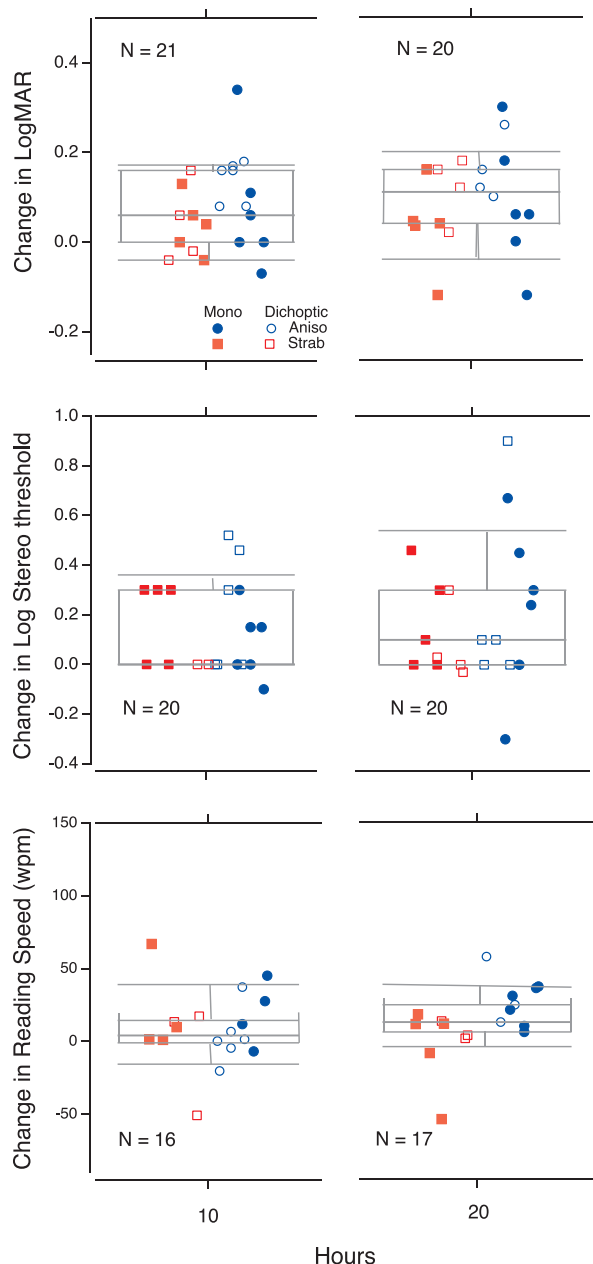 N = 21
N = 20
Change in LogMAR
0.4
0.2
0.0
-0.2
Mono Dichoptic
Aniso
Strab
Change in Log Stereo threshold
1.0
0.8
0.6
0.4
0.2
0.0
-0.2
-0.4
N = 20
N = 20
Change in Reading Speed (wpm)
150
100
50
0
-50
N = 16
N = 17
10
20
Hours